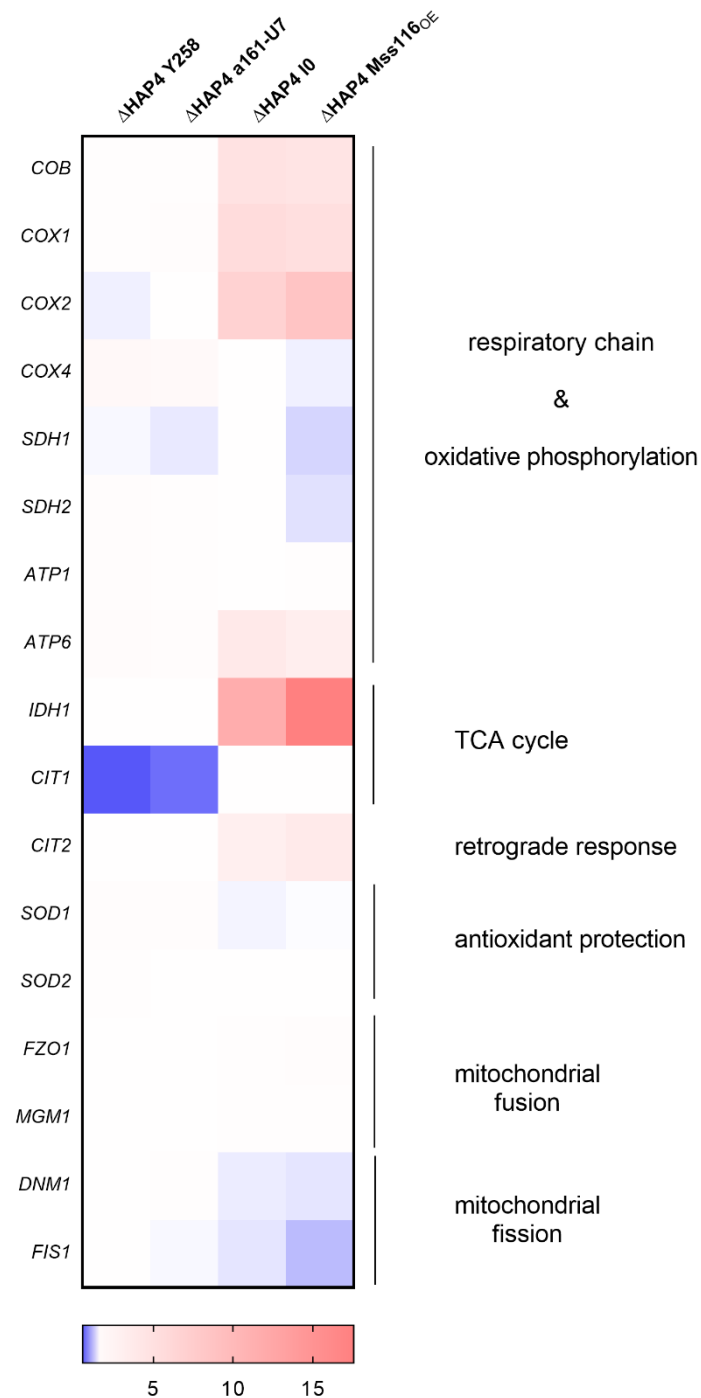 ΔHAP4 Y258
ΔHAP4 a161-U7
ΔHAP4 I0
ΔHAP4 Mss116OE
COB
COX1
COX2
COX4
SDH1
SDH2
ATP1
ATP6
IDH1
CIT1
CIT2
SOD1
SOD2
FZO1
MGM1
DNM1
FIS1
respiratory chain
&
oxidative phosphorylation
TCA cycle
retrograde response
antioxidant protection
mitochondrial
fusion
mitochondrial
fission
5 10 15